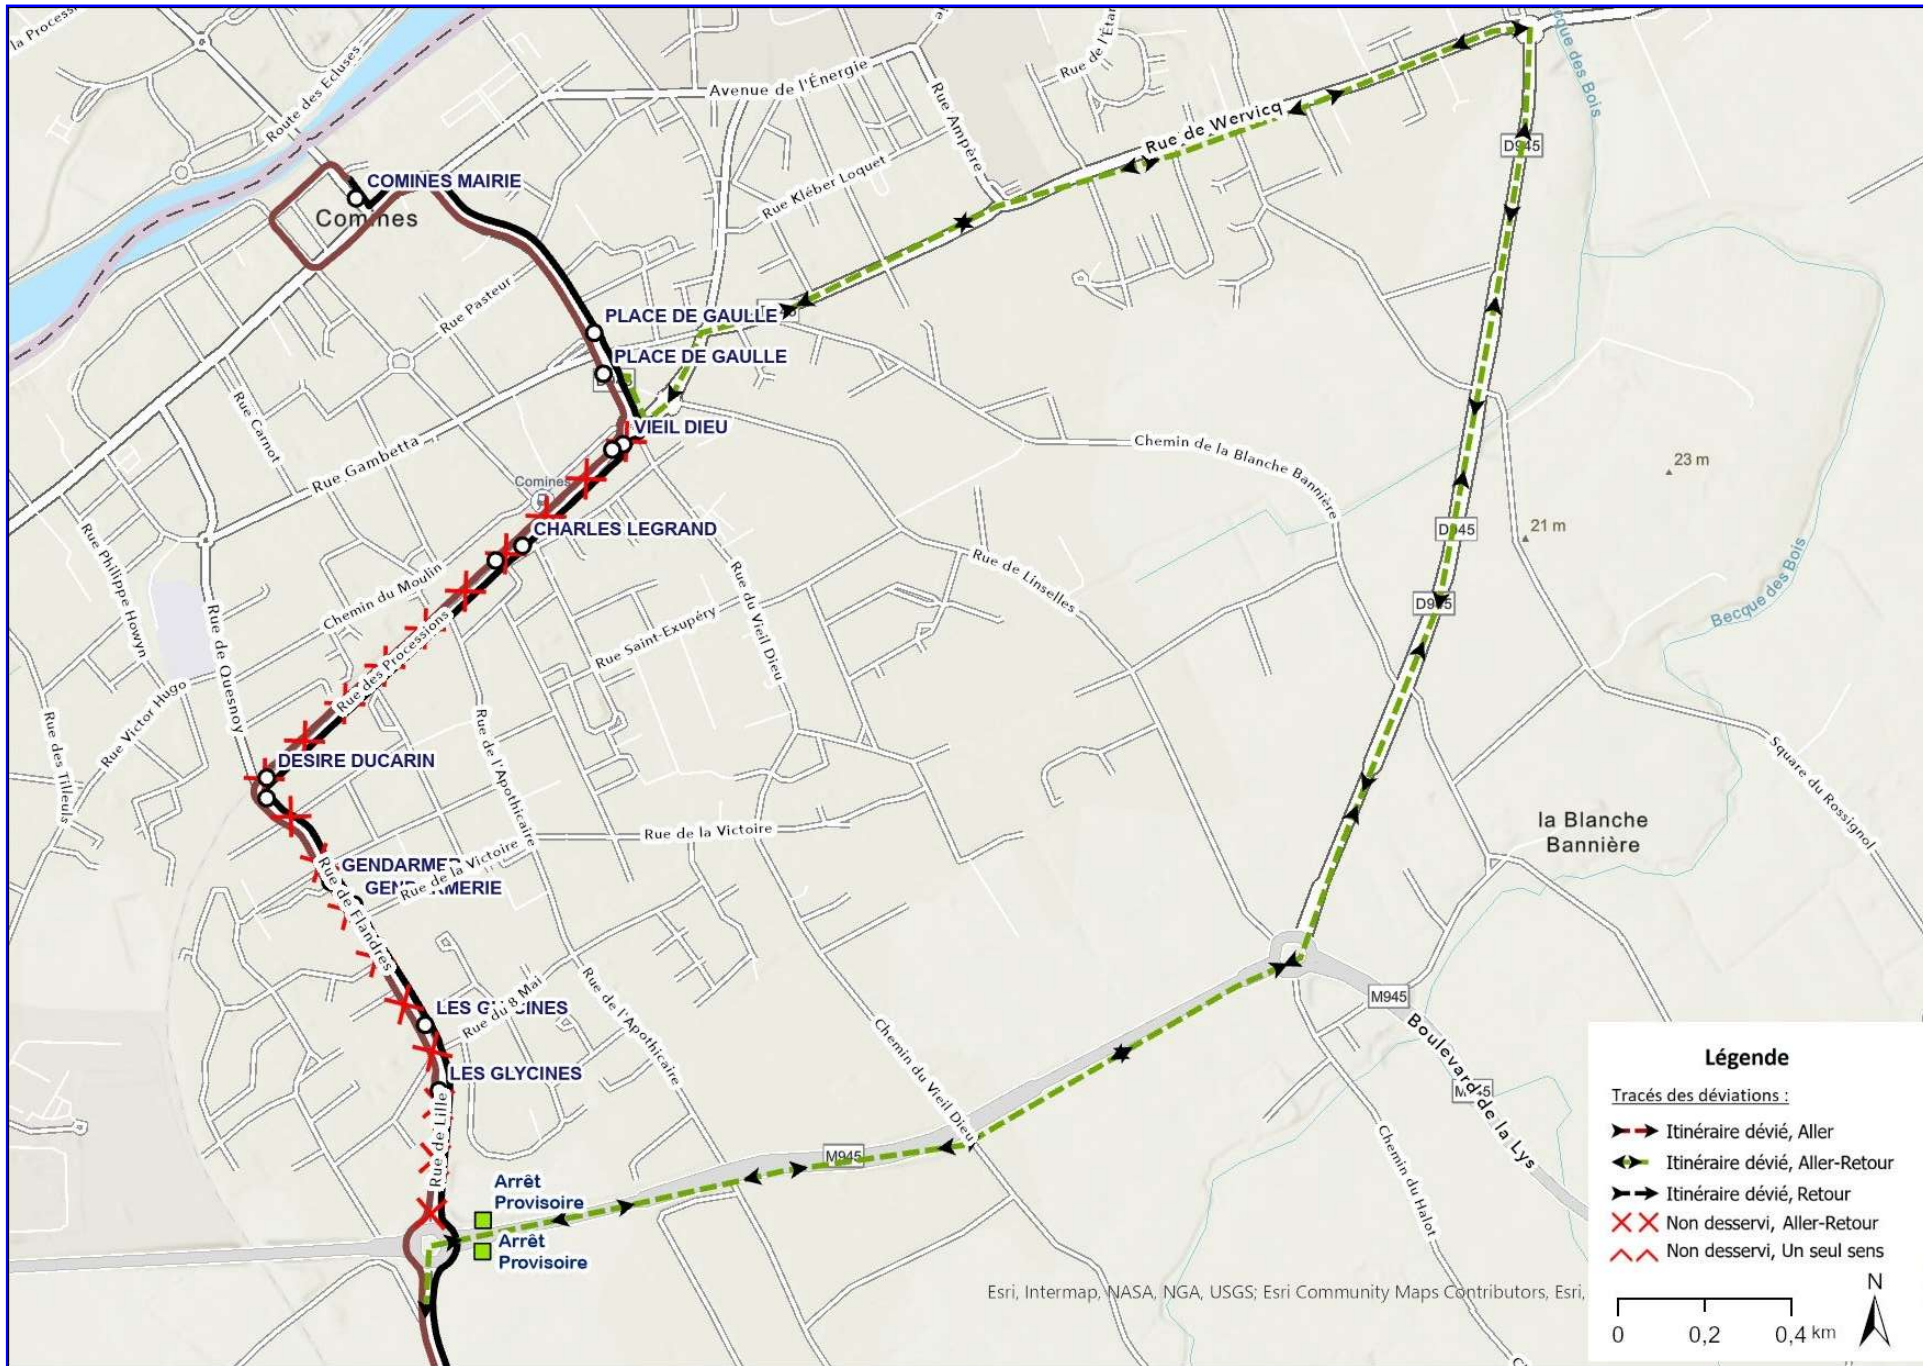 la Procession
Route des Ecluses
Avenue de l'Énergie
Rue de l'Étang
Rue Ampère
Rue de Wervicq
Becque des Bois
D945
COMINES MAIRIE
Comines
Rue Kléber Loquet
Rue Pasteur
PLACE DE GAULLE
PLACE DE GAULLE
VIEIL DIEU
Rue Carnot
Rue Gambetta
Comines
CHARLES LEGRAND
Chemin de la Blanche Bannière
23 m
21 m
D945
D945
Becque des Bois
Rue Philippe Howyn
Chemin du Moulin
Rue de Linselles
Rue du Vieil Dieu
Rue Saint-Exupéry
Rue des Processions
Rue de Quesnoy
Rue Victor Hugo
Rue des Tilleuls
Rue de l'Apothicaire
DESIRE DUCARIN
Square du Rossignol
Rue de la Victoire
la Blanche
Bannière
GENDARMERIE
GENDARMERIE
Rue de la Victoire
Rue de Flandres
LES GLYCINES
Rue du 8 Mai
Rue de l'Apothicaire
LES GLYCINES
Rue de Lille
Chemin du Vieil Dieu
M945
Boulevard de la Lys
M945
M945
Chemin du Halot
Arrêt
Provisoire
Arrêt
Provisoire
Légende
Tracés des déviations :
Itinéraire dévié, Aller
Itinéraire dévié, Aller-Retour
Itinéraire dévié, Retour
Non desservi, Aller-Retour
Non desservi, Un seul sens
N
0 0,2 0,4 km
Esri, Intermap, NASA, NGA, USGS; Esri Community Maps Contributors, Esri,